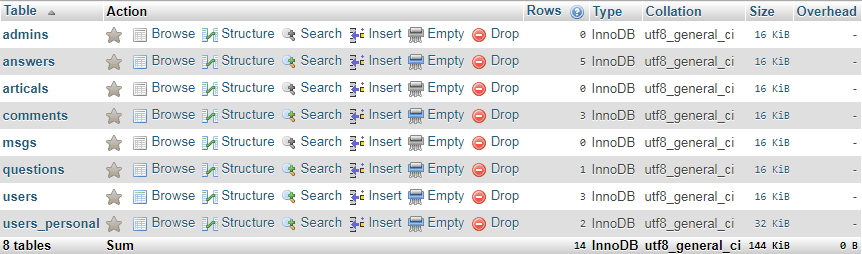 Table Action Rows Type Collation Size Overhead
admins Browse Structure Search Insert Empty Drop 0 InnoDB utf8_general_ci 16 KiB -
answers Browse Structure Search Insert Empty Drop 5 InnoDB utf8_general_ci 16 KiB -
articals Browse Structure Search Insert Empty Drop 0 InnoDB utf8_general_ci 16 KiB -
comments Browse Structure Search Insert Empty Drop 3 InnoDB utf8_general_ci 16 KiB -
msgs Browse Structure Search Insert Empty Drop 0 InnoDB utf8_general_ci 16 KiB -
questions Browse Structure Search Insert Empty Drop 1 InnoDB utf8_general_ci 16 KiB -
users Browse Structure Search Insert Empty Drop 3 InnoDB utf8_general_ci 16 KiB -
users_personal Browse Structure Search Insert Empty Drop 2 InnoDB utf8_general_ci 32 KiB -
8 tables Sum 14 InnoDB utf8_general_ci 144 KiB 0 B